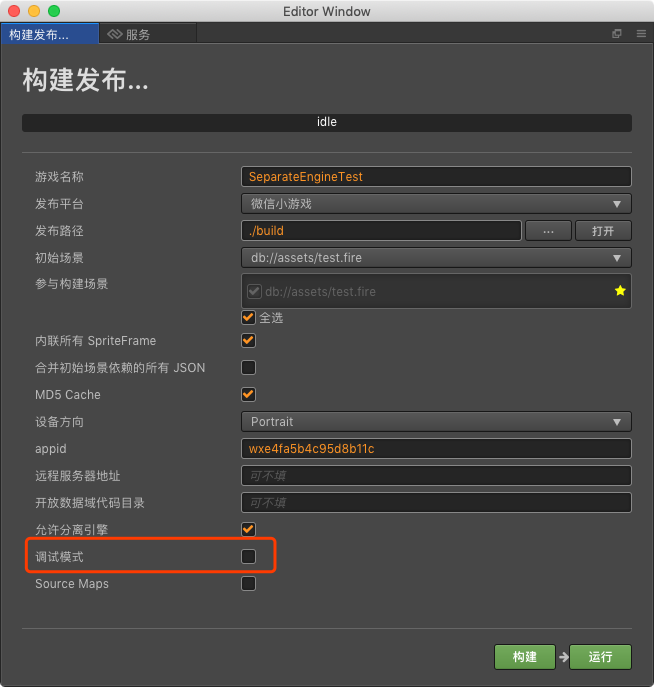 Editor Window
构建发布... 服务
构建发布...
idle
游戏名称 SeparateEngineTest
发布平台 微信小游戏
发布路径 ./build ... 打开
初始场景 db://assets/test.fire
参与构建场景 db://assets/test.fire
全选
内联所有 SpriteFrame
合并初始场景依赖的所有 JSON
MD5 Cache
设备方向 Portrait
appid wxe4fa5b4c95d8b11c
远程服务器地址 可不填
开放数据域代码目录 可不填
允许分离引擎
调试模式
Source Maps
构建 运行